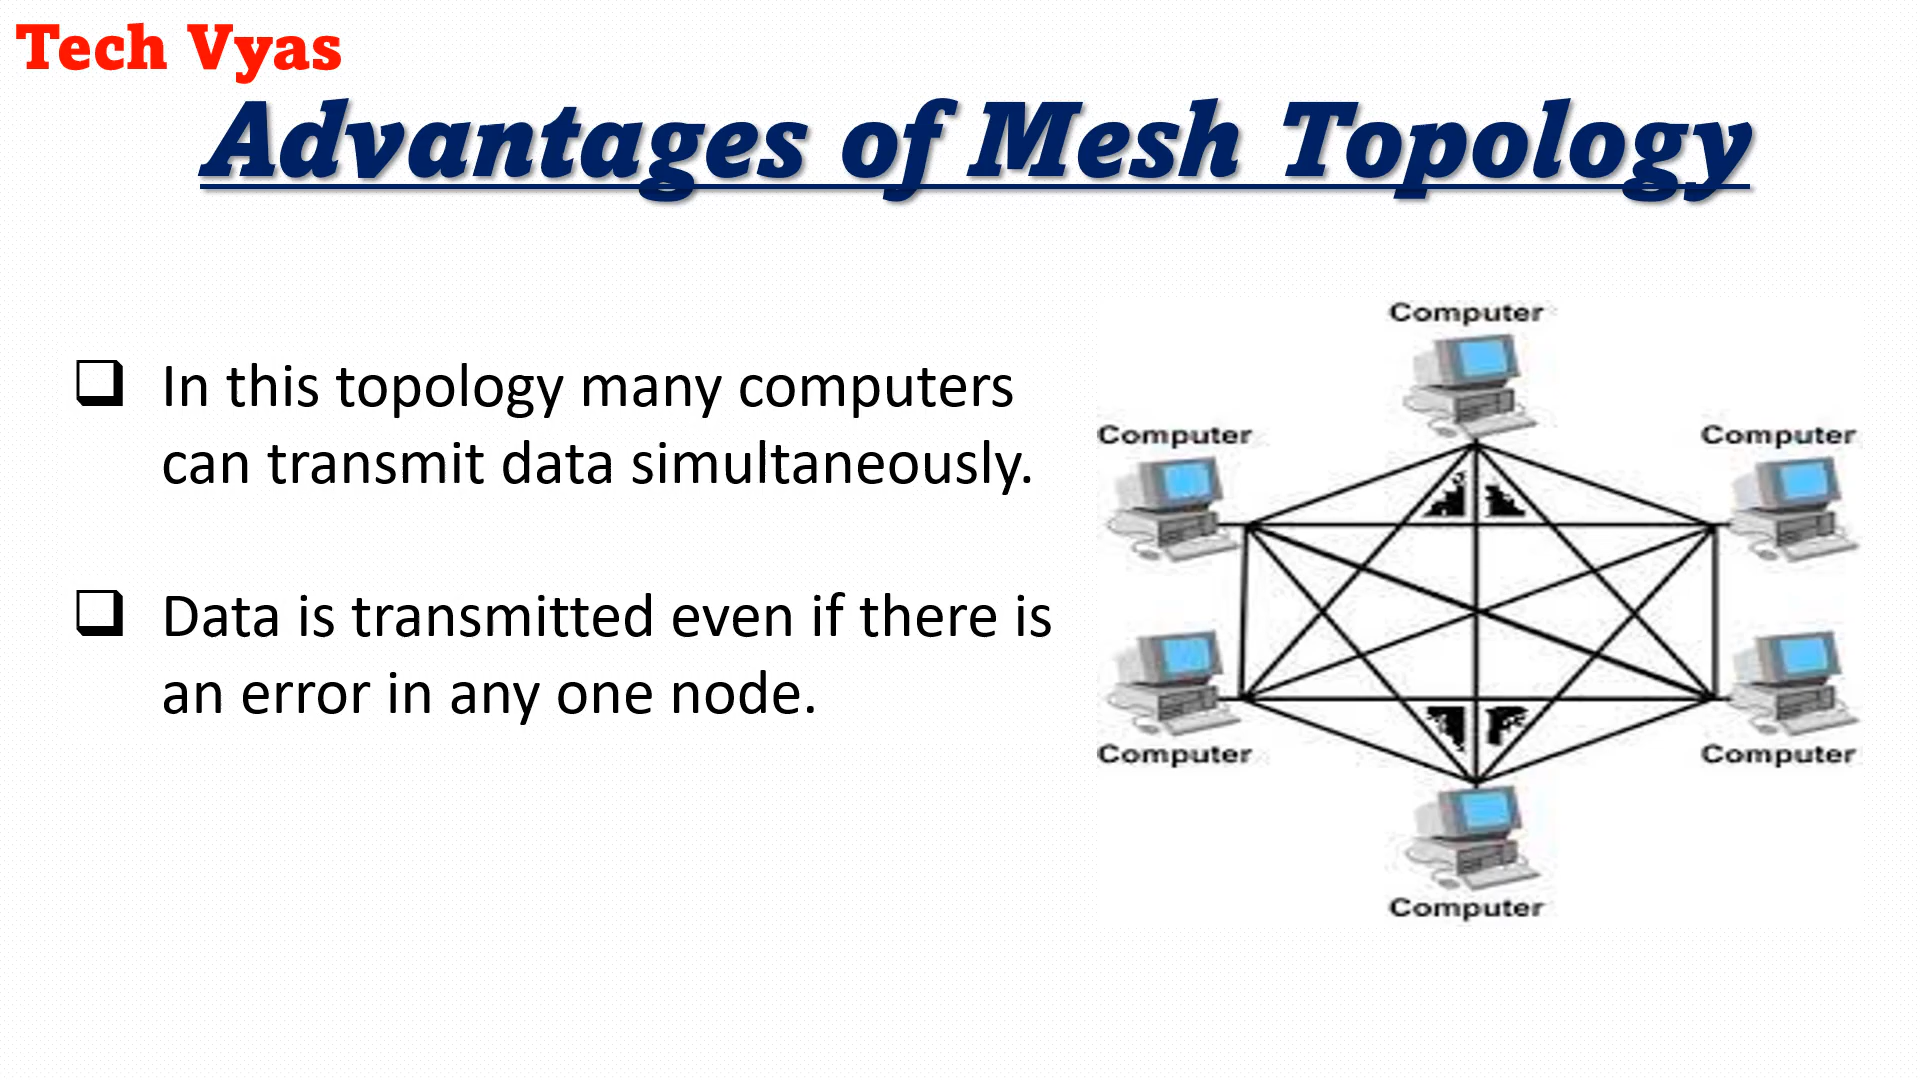 Tech Vyas
Advantages of Mesh Topology
In this topology many computers
can transmit data simultaneously.
Data is transmitted even if there is
an error in any one node.
Computer
Computer
Computer
Computer
Computer
Computer